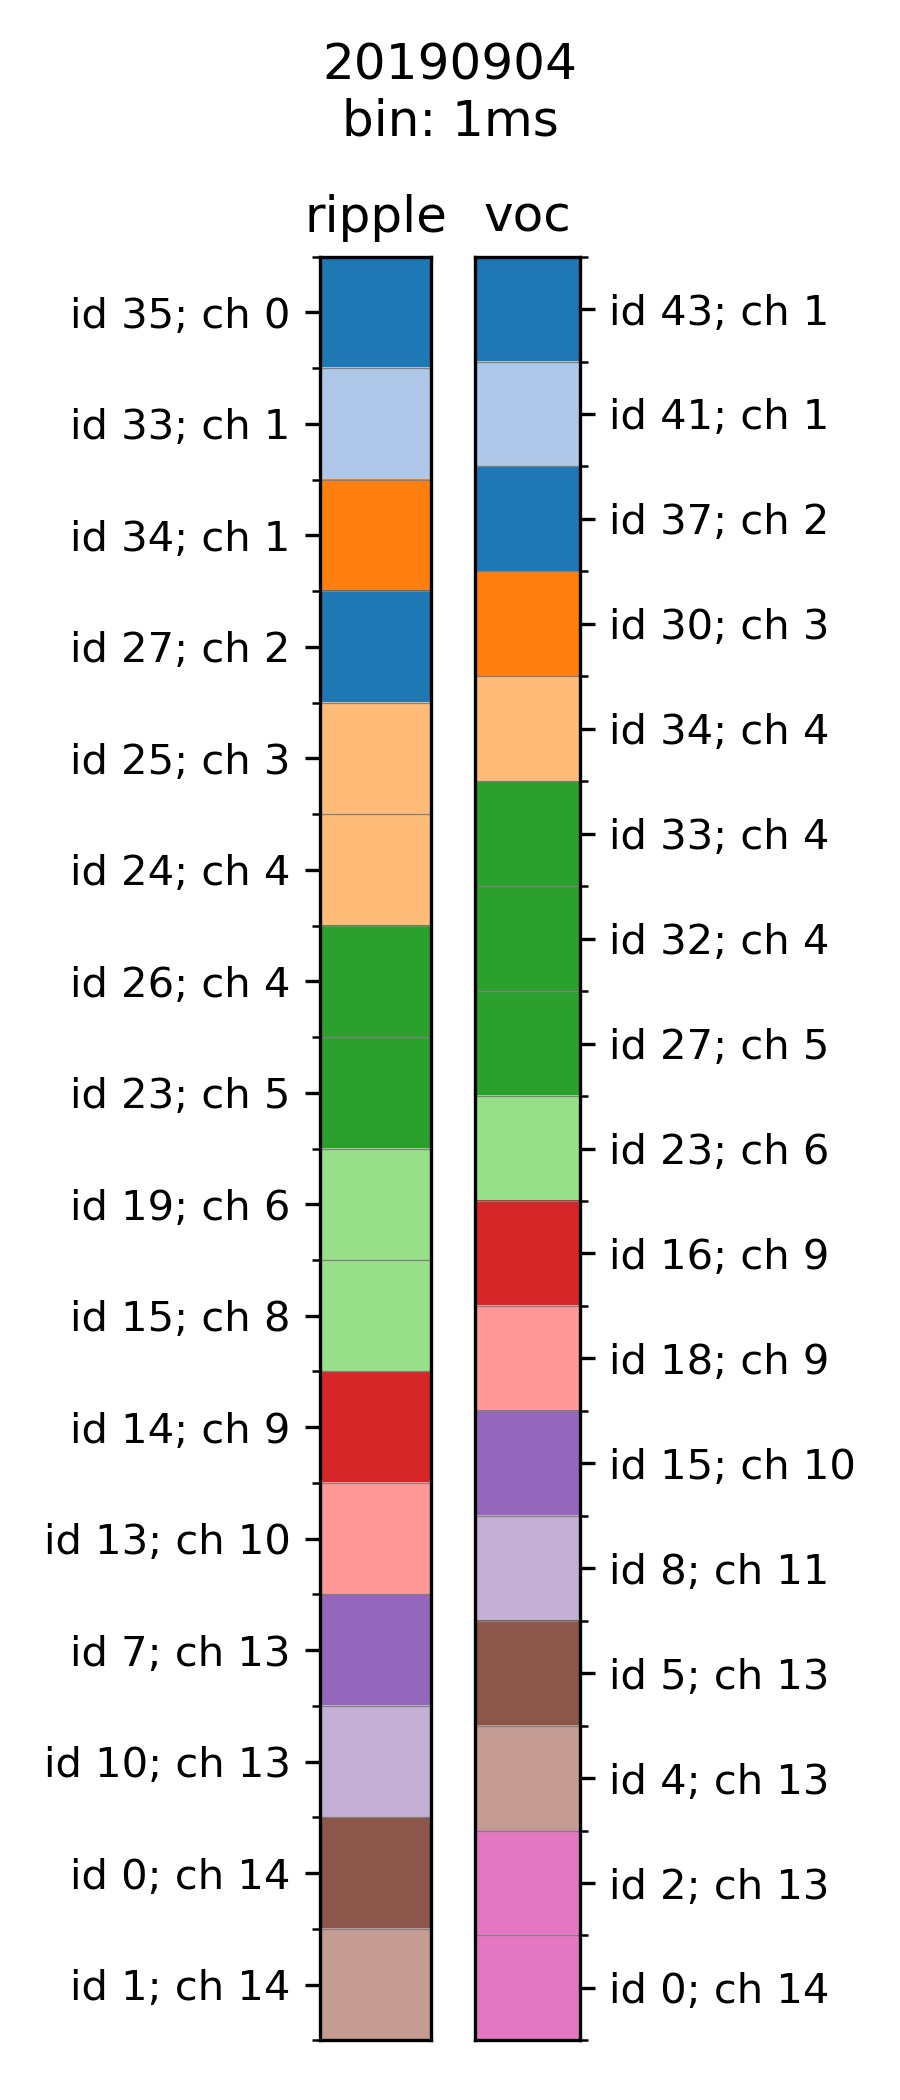 20190904
bin: 1ms
ripple
voc
id 35; ch 0
id 33; ch 1
id 34; ch 1
id 27; ch 2
id 25; ch 3
id 24; ch 4
id 26; ch 4
id 23; ch 5
id 19; ch 6
id 15; ch 8
id 14; ch 9
id 13; ch 10
id 7; ch 13
id 10; ch 13
id 0; ch 14
id 1; ch 14
id 43; ch 1
id 41; ch 1
id 37; ch 2
id 30; ch 3
id 34; ch 4
id 33; ch 4
id 32; ch 4
id 27; ch 5
id 23; ch 6
id 16; ch 9
id 18; ch 9
id 15; ch 10
id 8; ch 11
id 5; ch 13
id 4; ch 13
id 2; ch 13
id 0; ch 14